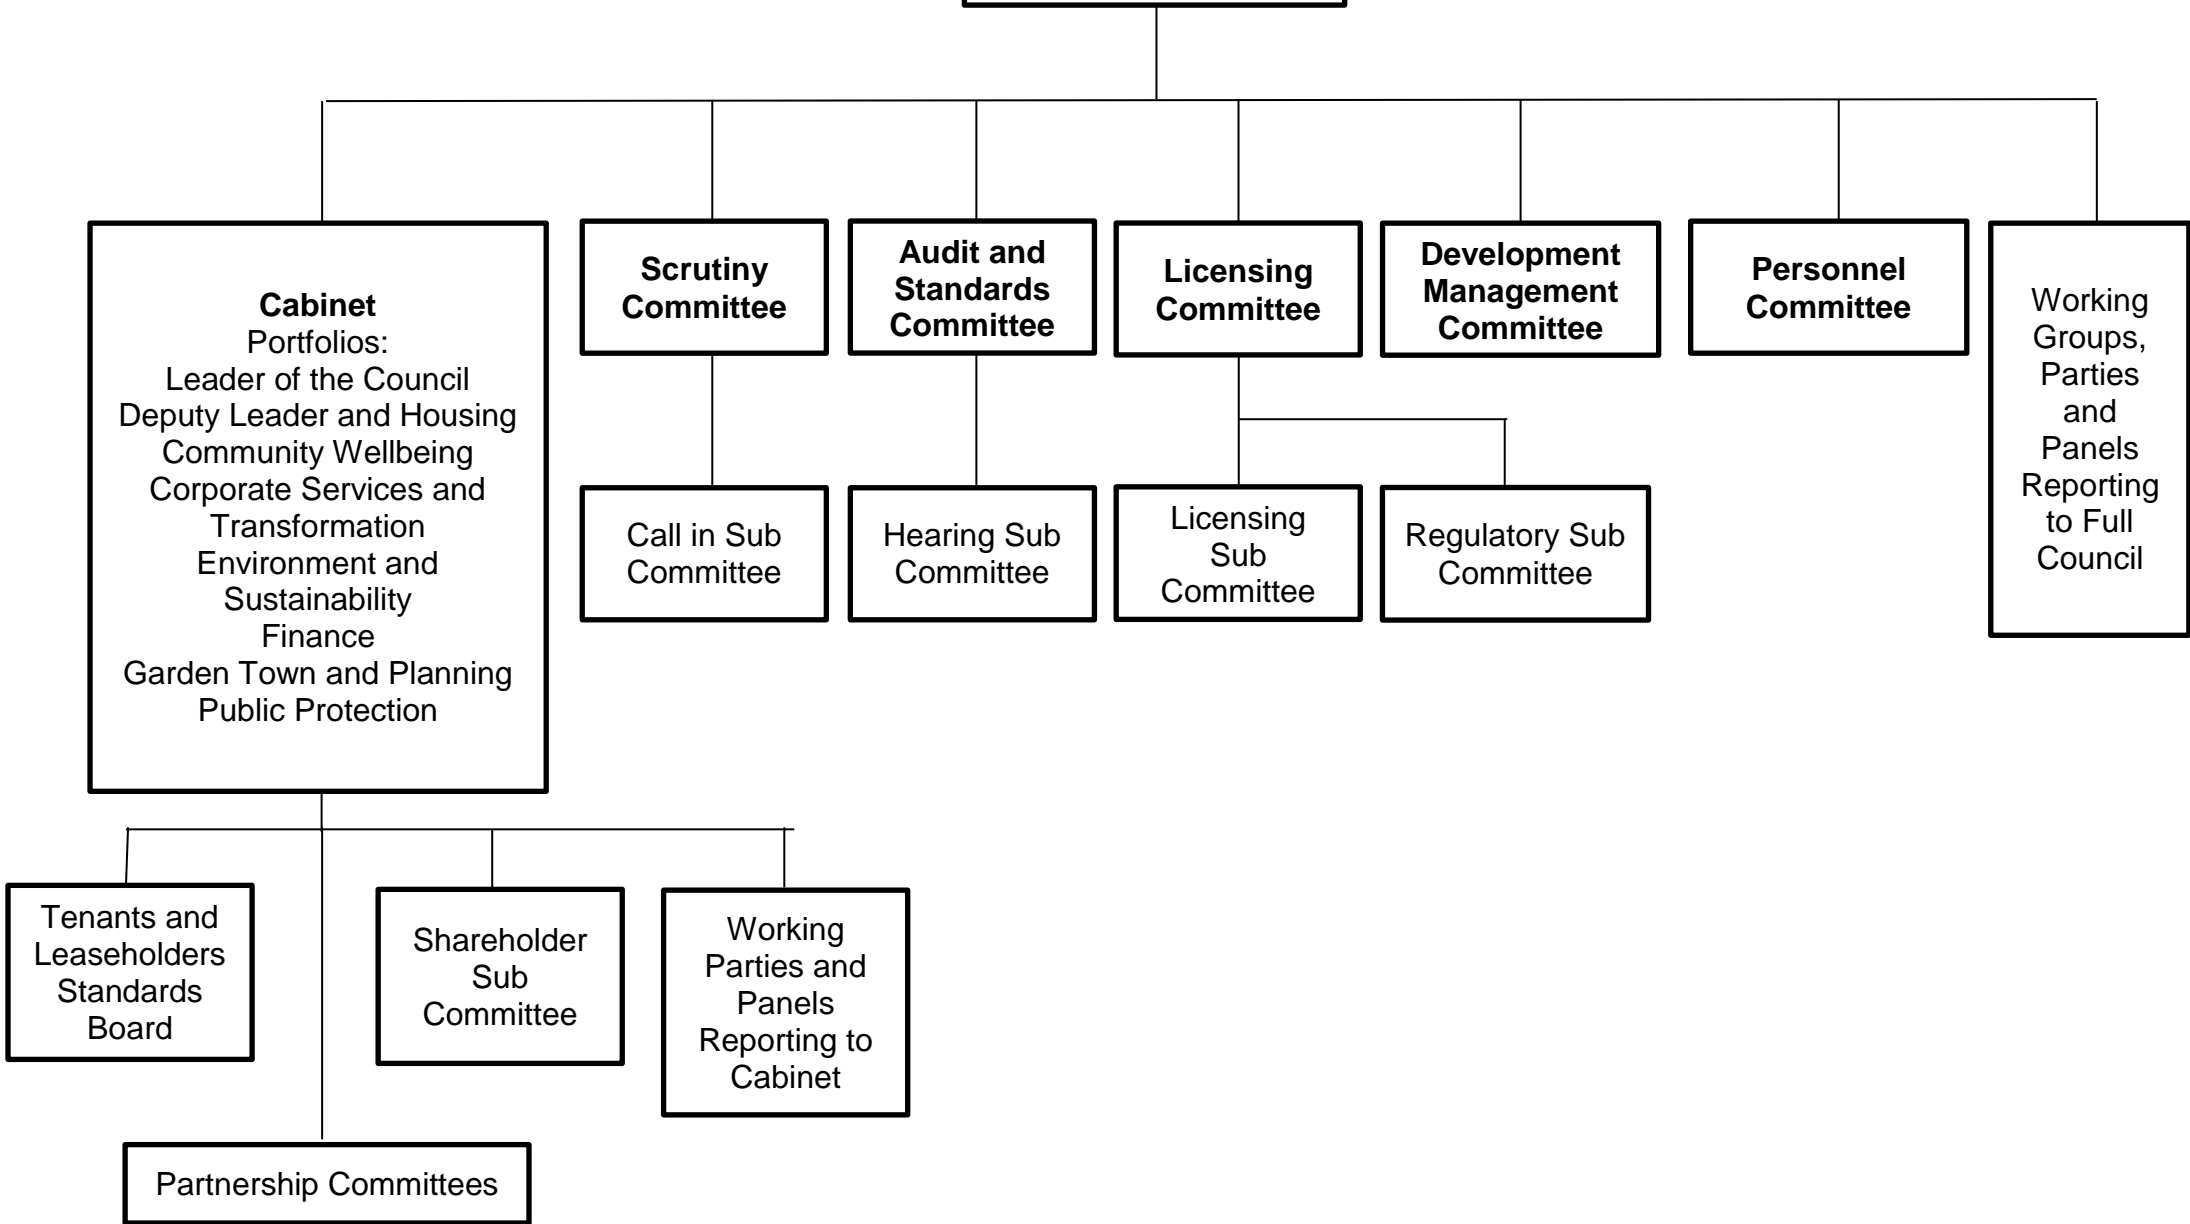 Cabinet
Portfolios:
Leader of the Council
Deputy Leader and Housing
Community Wellbeing
Corporate Services and
Transformation
Environment and
Sustainability
Finance
Garden Town and Planning
Public Protection
Scrutiny
Committee
Audit and
Standards
Committee
Licensing
Committee
Development
Management
Committee
Personnel
Committee
Working
Groups,
Parties
and
Panels
Reporting
to Full
Council
Call in Sub
Committee
Hearing Sub
Committee
Licensing
Sub
Committee
Regulatory Sub
Committee
Tenants and
Leaseholders
Standards
Board
Shareholder
Sub
Committee
Working
Parties and
Panels
Reporting to
Cabinet
Partnership Committees